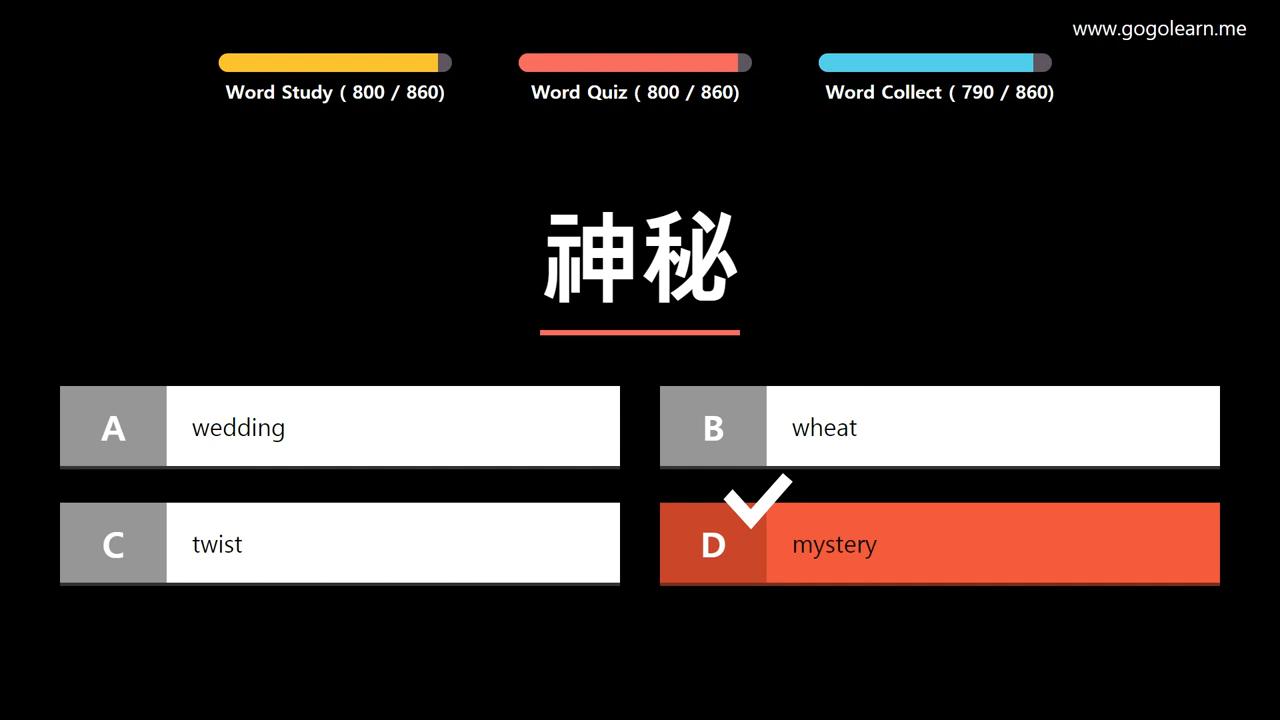 www.gogolearn.me
Word Study ( 800 / 860)
Word Quiz ( 800 / 860)
Word Collect ( 790 / 860)
神秘
A wedding
B wheat
C twist
D mystery